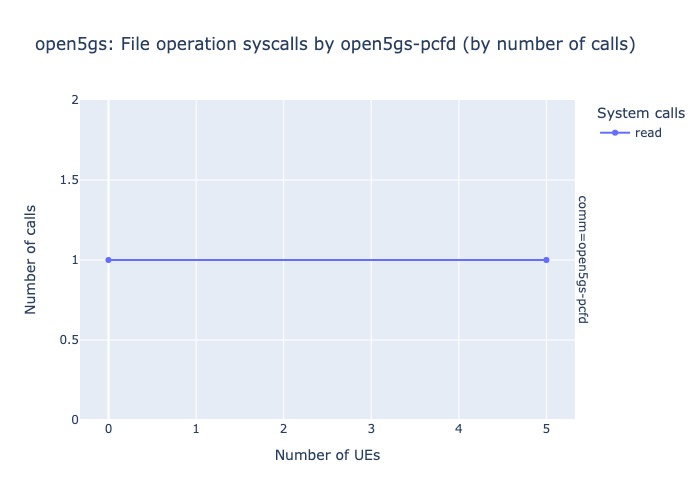 open5gs: File operation syscalls by open5gs-pcfd (by number of calls)
System calls
read
2
1.5
1
0.5
0
Number of calls
comm=open5gs-pcfd
0 1 2 3 4 5
Number of UEs